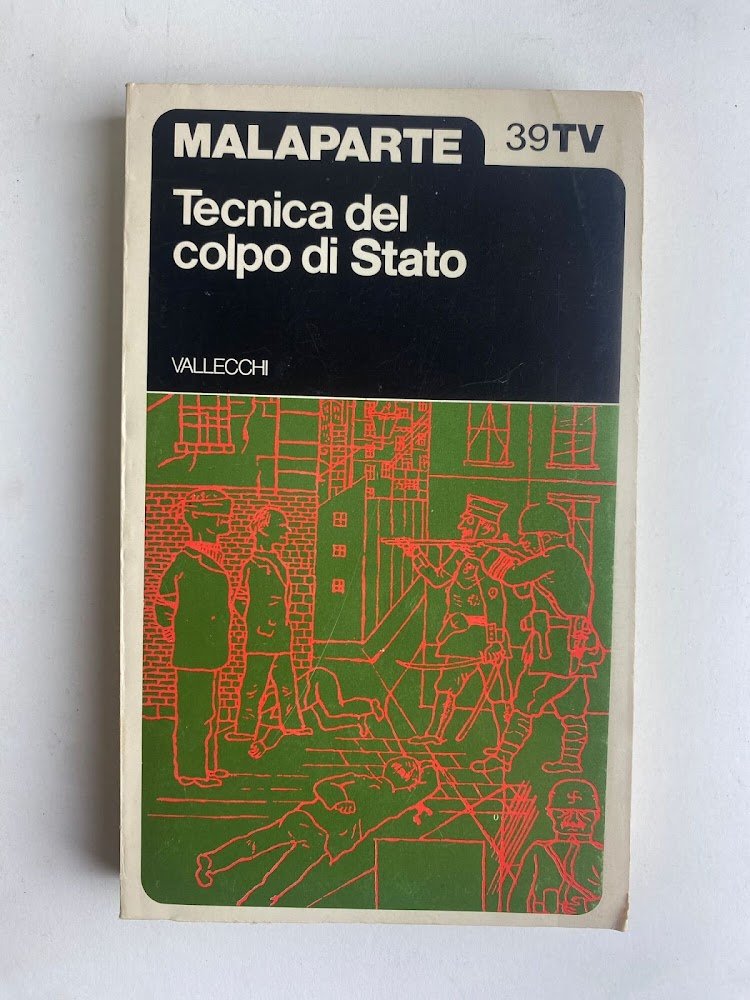 MALAPARTE
39TV
Tecnica del
colpo di Stato
VALLECCHI